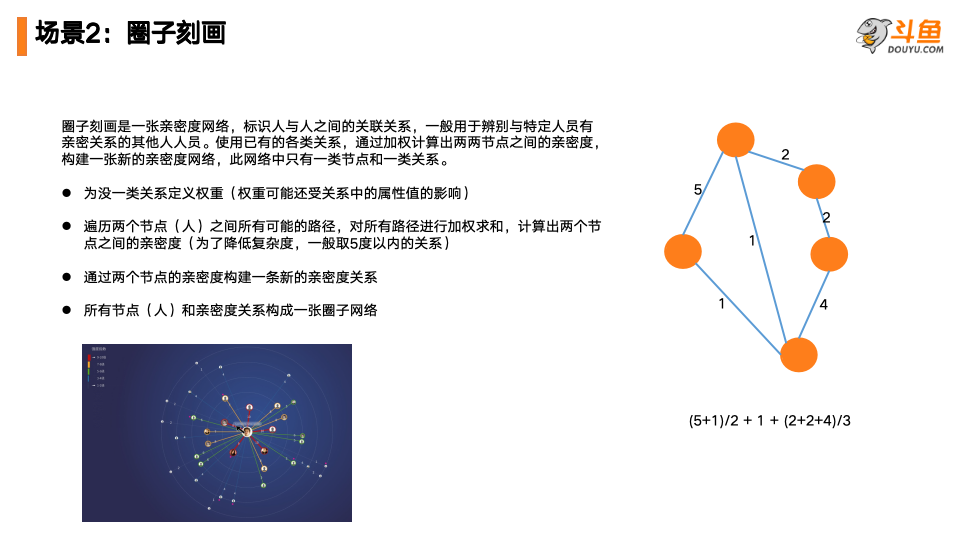 场景2：圈子刻画
斗鱼
DOUYU.COM
圈子刻画是一张亲密度网络，标识人与人之间的关联关系，一般用于辨别与特定人员有
亲密关系的其他人人员。使用已有的各类关系，通过加权计算出两两节点之间的亲密度，
构建一张新的亲密度网络，此网络中只有一类节点和一类关系。
● 为没一类关系定义权重（权重可能还受关系中的属性值的影响）
● 遍历两个节点（人）之间所有可能的路径，对所有路径进行加权求和，计算出两个节
点之间的亲密度（为了降低复杂度，一般取5度以内的关系）
● 通过两个节点的亲密度构建一条新的亲密度关系
● 所有节点（人）和亲密度关系构成一张圈子网络
2
5
2
1
1
4
(5+1)/2 + 1 + (2+2+4)/3